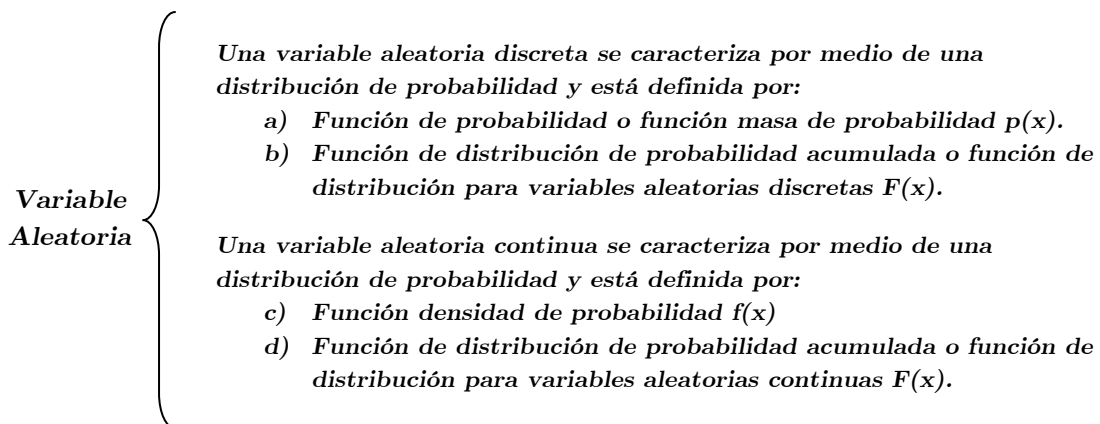 Variable
Aleatoria
Una variable aleatoria discreta se caracteriza por medio de una
distribución de probabilidad y está definida por:
a) Función de probabilidad o función masa de probabilidad p(x).
b) Función de distribución de probabilidad acumulada o función de
distribución para variables aleatorias discretas F(x).
Una variable aleatoria continua se caracteriza por medio de una
distribución de probabilidad y está definida por:
c) Función densidad de probabilidad f(x)
d) Función de distribución de probabilidad acumulada o función de
distribución para variables aleatorias continuas F(x).